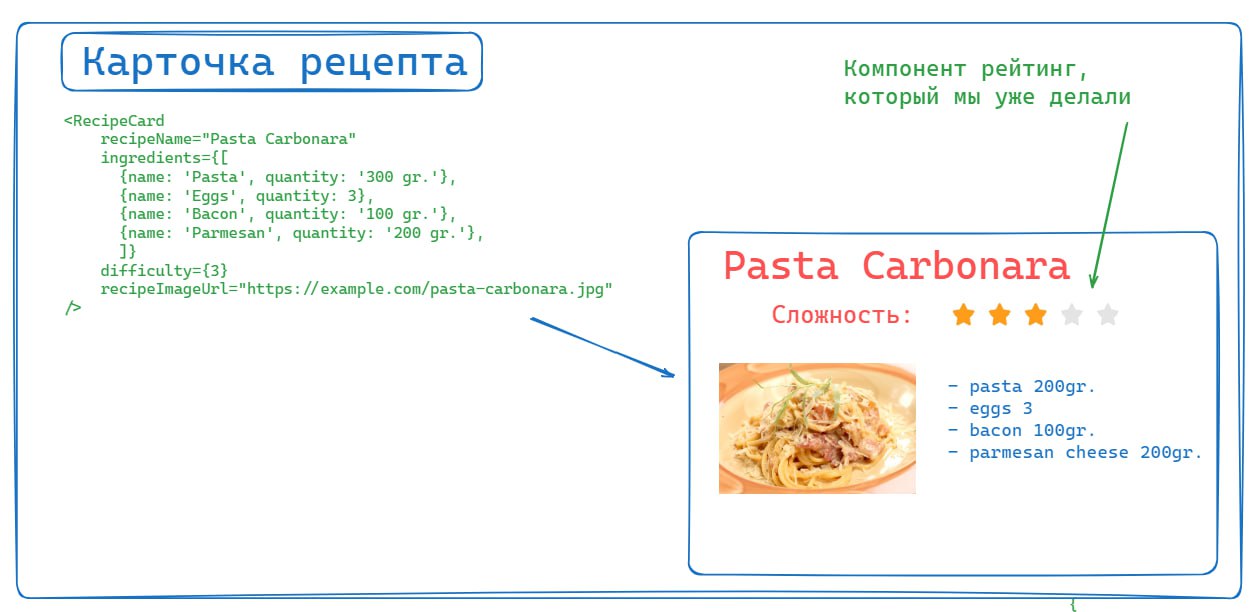 Карточка рецепта
Компонент рейтинг,
который мы уже делали
<RecipeCard
recipeName="Pasta Carbonara"
ingredients={[
{name: 'Pasta', quantity: '300 gr.'},
{name: 'Eggs', quantity: 3},
{name: 'Bacon', quantity: '100 gr.'},
{name: 'Parmesan', quantity: '200 gr.'},
]}
difficulty={3}
recipeImageUrl="https://example.com/pasta-carbonara.jpg"
/>
Pasta Carbonara
Сложность:
- pasta 200gr.
- eggs 3
- bacon 100gr.
- parmesan cheese 200gr.
{